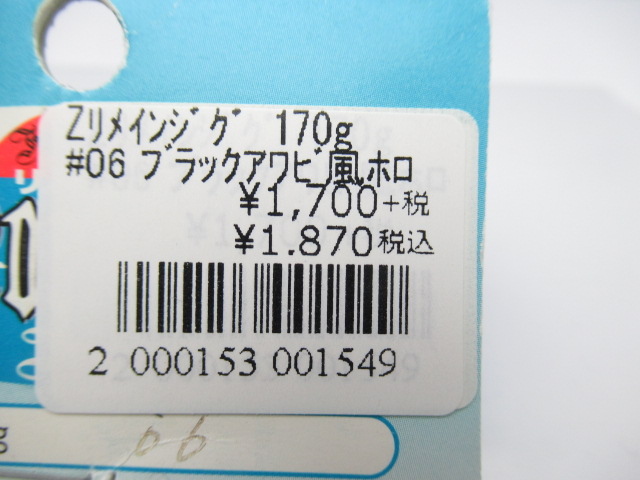 Zリメインジグ 170g
#06 ブラックアワビ風ホロ
¥1,700+税
¥1.870税込
2 000153 001549
g 66